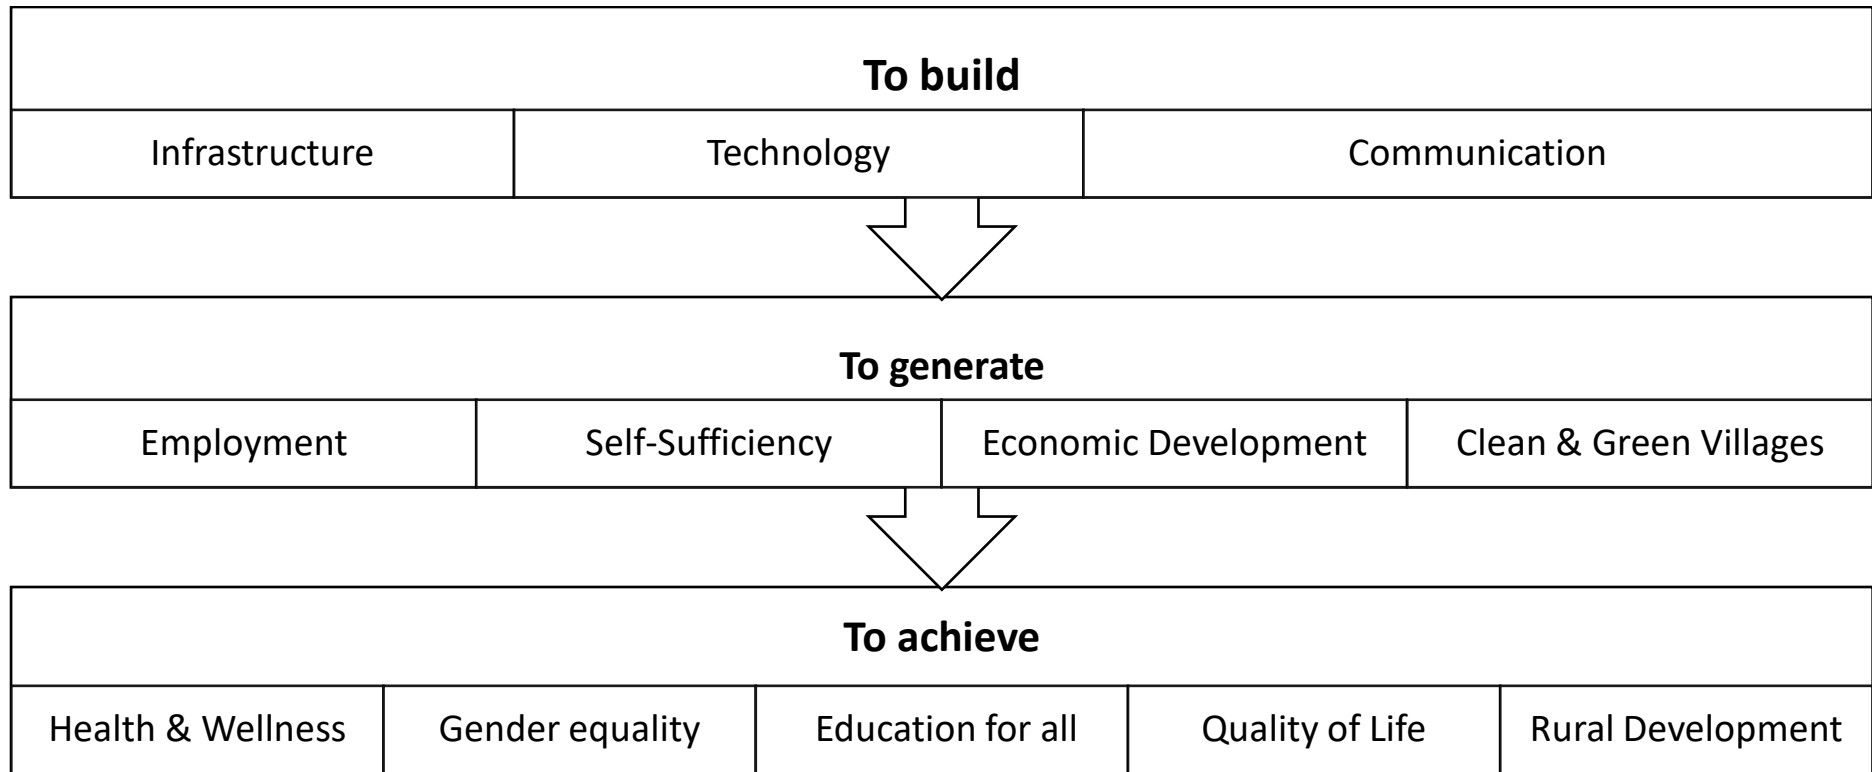 To build
Infrastructure Technology Communication
To generate
Employment Self-Sufficiency Economic Development Clean & Green Villages
To achieve
Health & Wellness Gender equality Education for all Quality of Life Rural Development